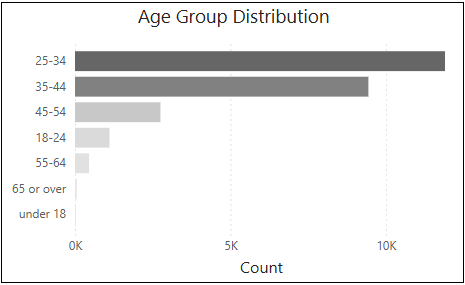 Age Group Distribution
25-34
35-44
45-54
18-24
55-64
65 or over
under 18
0K 5K 10K
Count